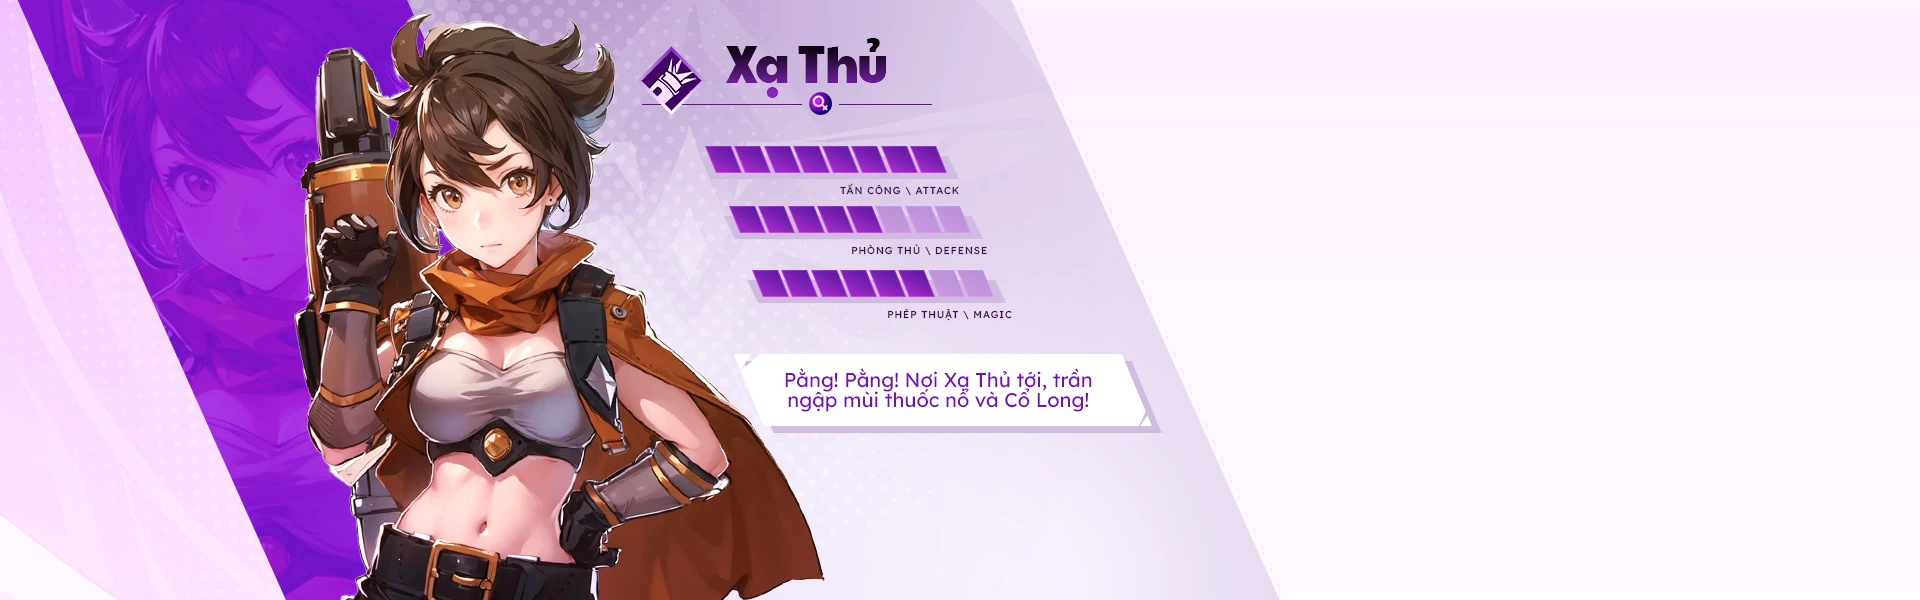 Xạ Thủ
TẤN CÔNG \ ATTACK
PHÒNG THỦ \ DEFENSE
PHÉP THUẬT \ MAGIC
Pằng! Pằng! Nơi Xạ Thủ tới, trần
ngập mùi thuốc nổ và Cổ Long!